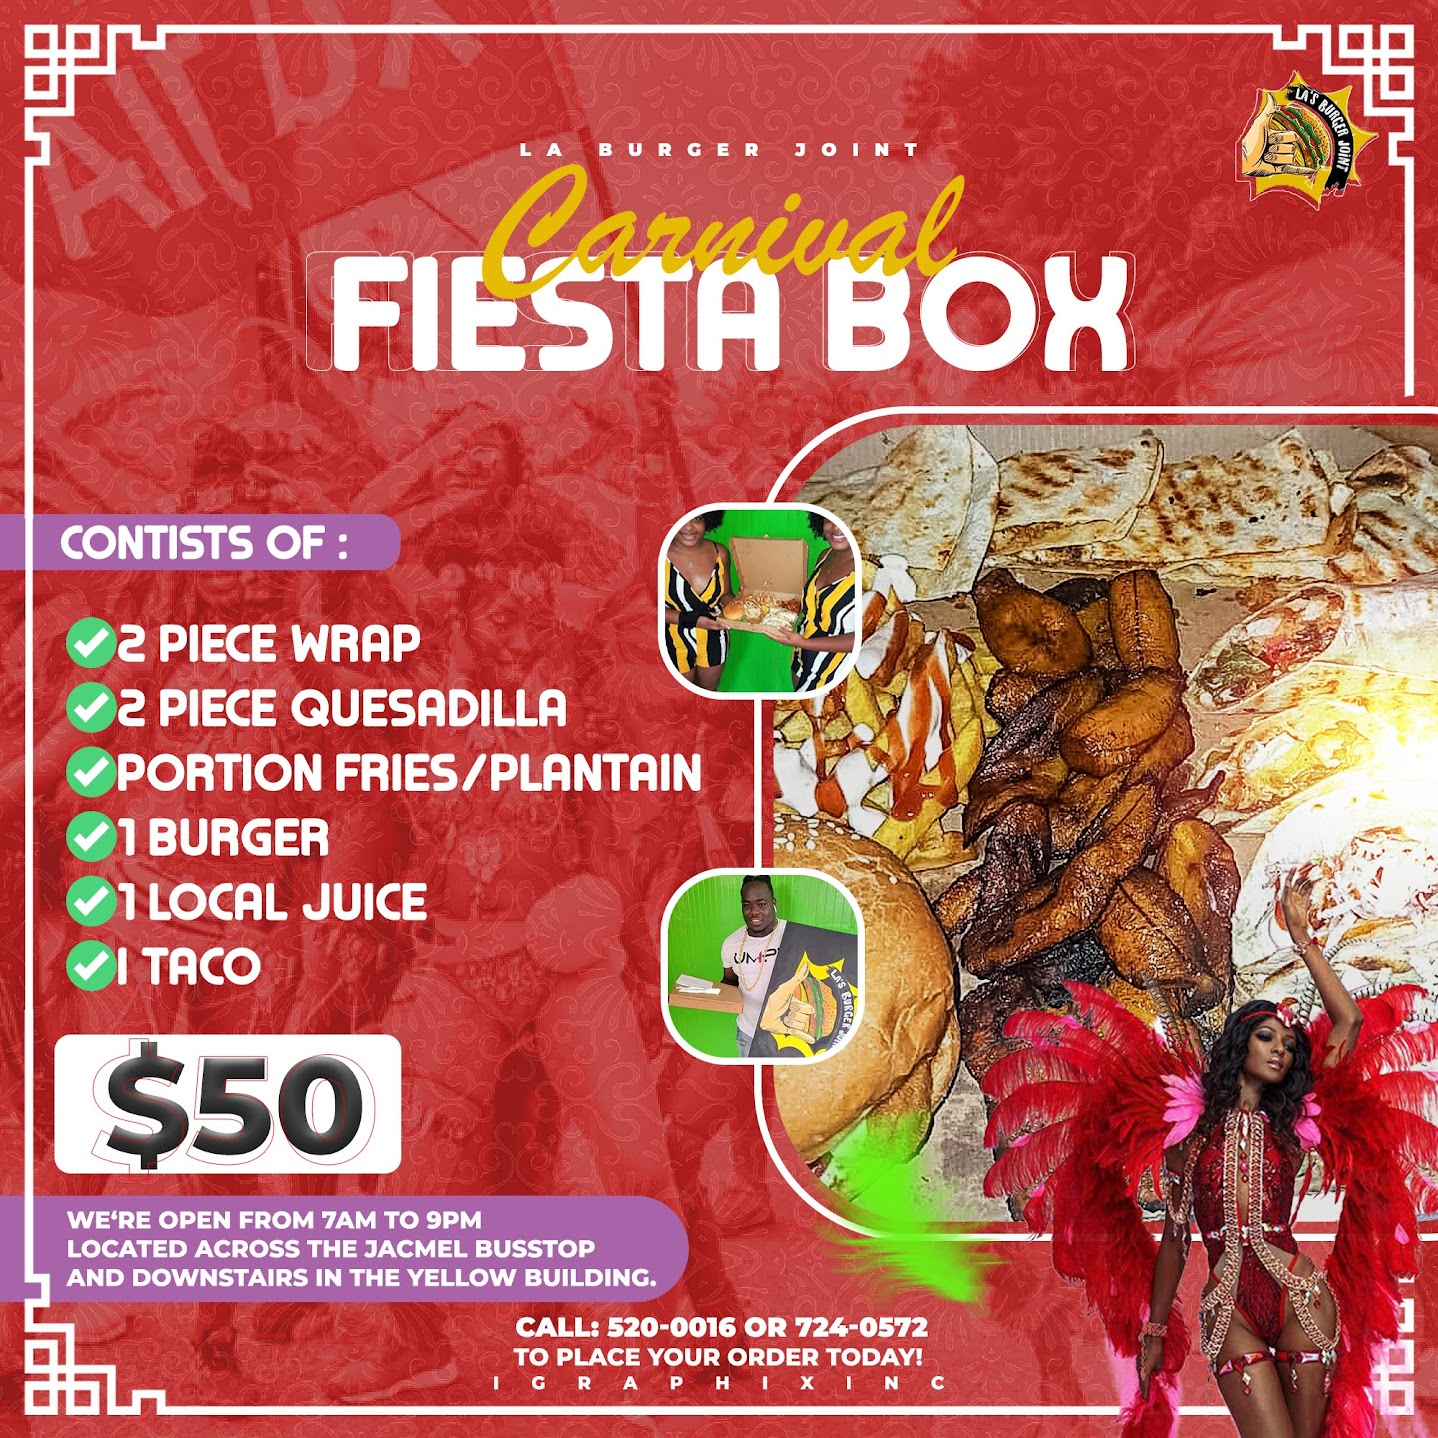 LA BURGER JOINT
Carnival
FIESTA BOX
LA'S BURGER JOINT
CONTISTS OF :
2 PIECE WRAP
2 PIECE QUESADILLA
PORTION FRIES/PLANTAIN
1 BURGER
1 LOCAL JUICE
1 TACO
$50
LA'S BURGER JOINT
WE'RE OPEN FROM 7AM TO 9PM
LOCATED ACROSS THE JACMEL BUSSTOP
AND DOWNSTAIRS IN THE YELLOW BUILDING.
CALL: 520-0016 OR 724-0572
TO PLACE YOUR ORDER TODAY!
IGRAPHIXINC